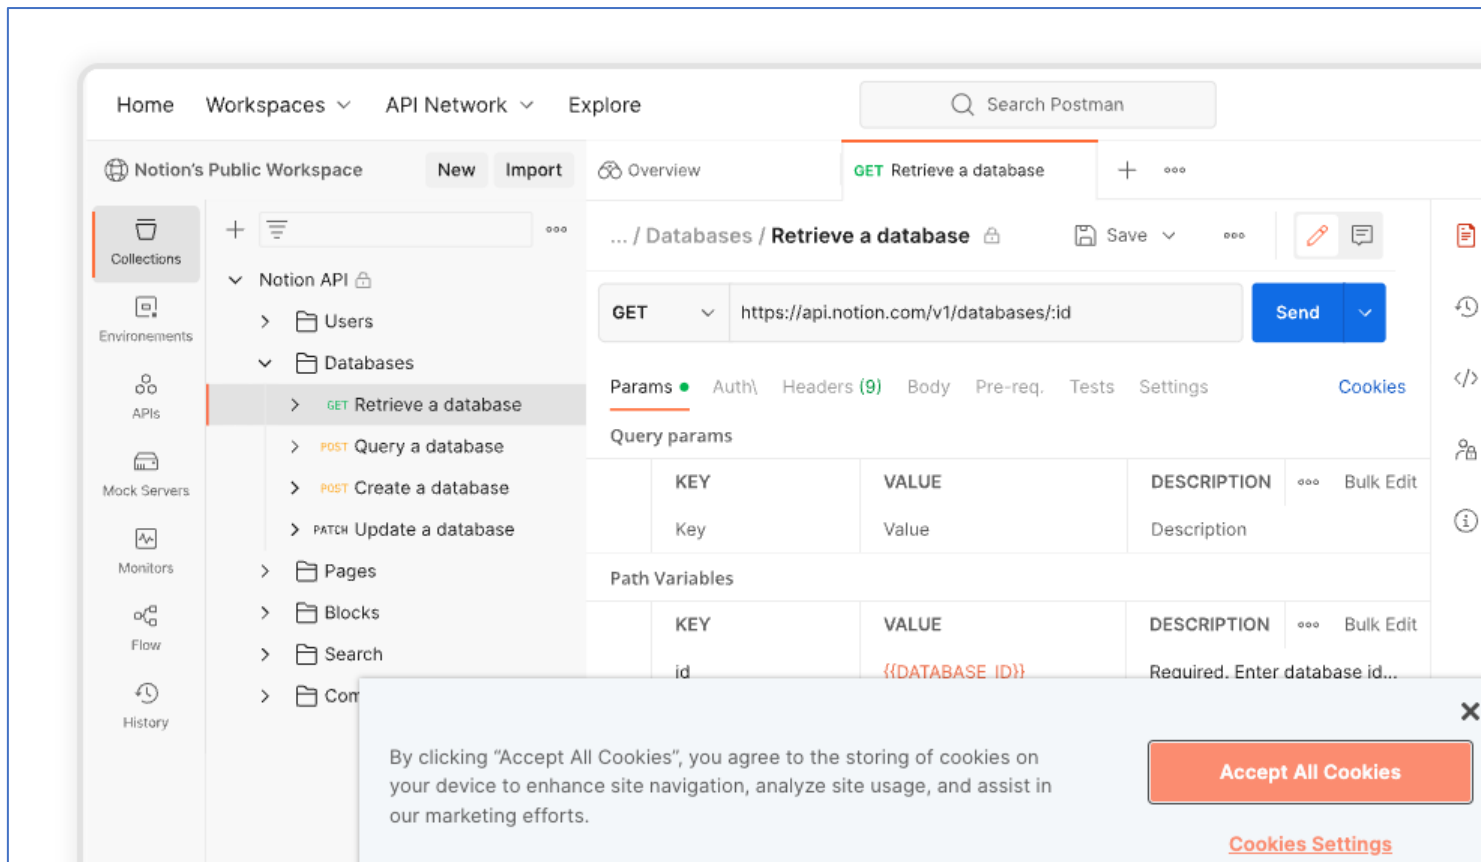 Home Workspaces API Network Explore Search Postman
Notion's Public Workspace New Import Overview GET Retrieve a database
Collections
Environements
APIs
Mock Servers
Monitors
Flow
History
Notion API
Users
Databases
GET Retrieve a database
POST Query a database
POST Create a database
PATCH Update a database
Pages
Blocks
Search
Com
... / Databases / Retrieve a database Save
GET https://api.notion.com/v1/databases/:id Send
Params Auth\ Headers (9) Body Pre-req. Tests Settings Cookies
Query params
KEY VALUE DESCRIPTION Bulk Edit
Key Value Description
Path Variables
KEY VALUE DESCRIPTION Bulk Edit
id {{DATABASE_ID}} Required. Enter database id...
By clicking “Accept All Cookies”, you agree to the storing of cookies on
your device to enhance site navigation, analyze site usage, and assist in
our marketing efforts.
Accept All Cookies
Cookies Settings